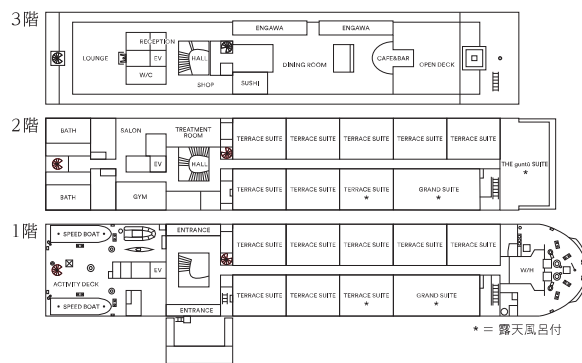 3階
ENGAWA ENGAWA
RECEPTION
LOUNGE EV HALL DINING ROOM CAFE&BAR OPEN DECK
W/C
SHOP SUSHI
2階
BATH SALON TREATMENT
ROOM TERRACE SUITE TERRACE SUITE TERRACE SUITE TERRACE SUITE TERRACE SUITE
EV HALL THE guntû SUITE
*
BATH GYM TERRACE SUITE TERRACE SUITE TERRACE SUITE GRAND SUITE
* *
1階
SPEED BOAT ENTRANCE
TERRACE SUITE TERRACE SUITE TERRACE SUITE TERRACE SUITE TERRACE SUITE
EV W/H
ACTIVITY DECK
TERRACE SUITE TERRACE SUITE TERRACE SUITE GRAND SUITE
* *
SPEED BOAT ENTRANCE
* = 露天風呂付